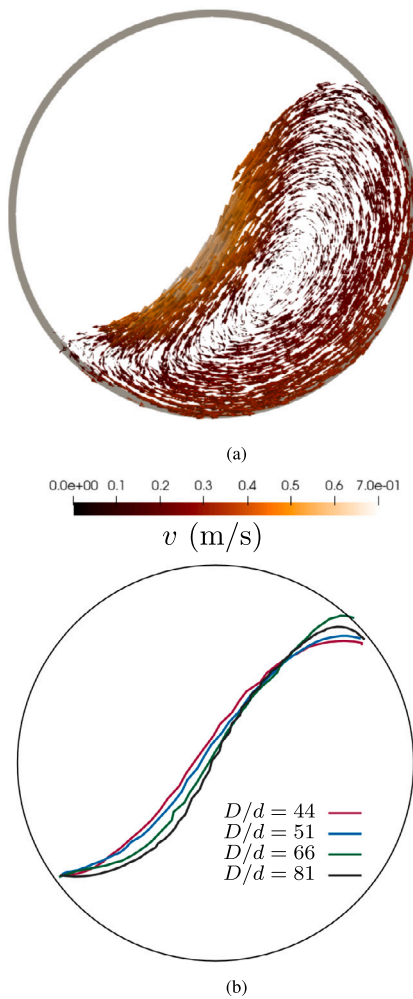 (a)
0.0e+00 0.1 0.2 0.3 0.4 0.5 0.6 7.0e-01
v (m/s)
D/d = 44
D/d = 51
D/d = 66
D/d = 81
(b)